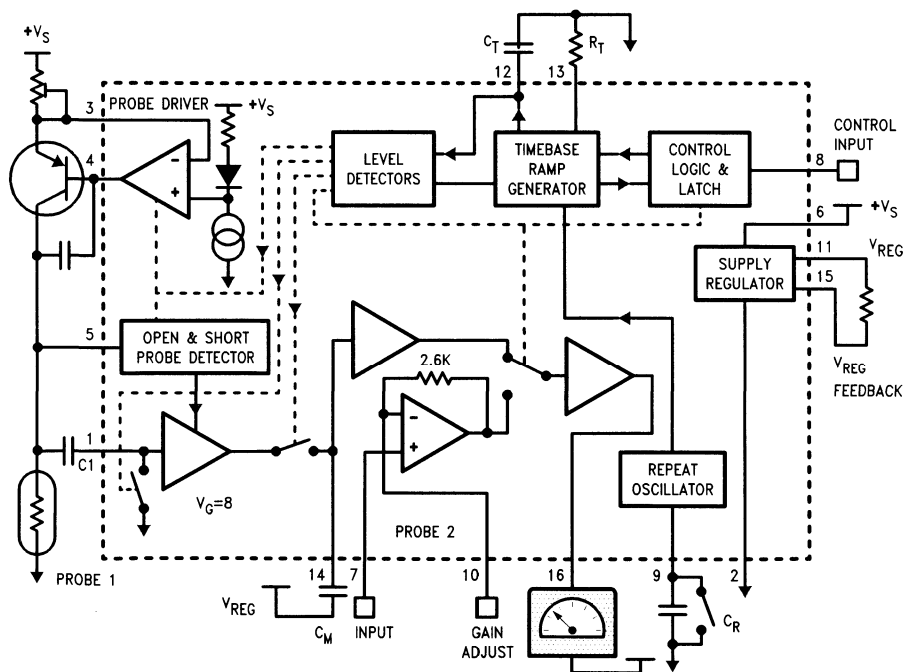 +VS
CT
RT
12
13
3
PROBE DRIVER
+VS
CONTROL
INPUT
4
-
+
LEVEL
DETECTORS
TIMEBASE
RAMP
GENERATOR
CONTROL
LOGIC &
LATCH
8
6
+VS
11
VREG
SUPPLY
REGULATOR
15
5
OPEN & SHORT
PROBE DETECTOR
VREG
FEEDBACK
2.6K
-
+
1
C1
VG=8
REPEAT
OSCILLATOR
PROBE 2
PROBE 1
14
7
10
16
9
2
VREG
CM
INPUT
GAIN
ADJUST
CR